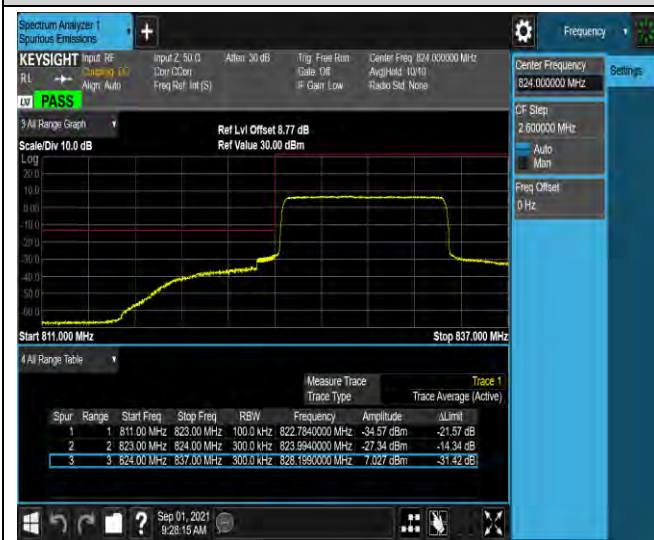 Spectrum Analyzer 1
Spurious Emissions
+
Frequency
KEYSIGHT Input: RF Input Z: 50 Ω Atten: 30 dB Trig: Free Run Center Freq: 824.000000 MHz
RL Coupling: DC Corr CCorr Gate: Off Avg|Hold: 10/10
Align: Auto Freq Ref: Int (S) IF Gain: Low Radio Std: None
LW PASS
Center Frequency
824.000000 MHz
Settings
CF Step
2.600000 MHz
Auto
Man
Freq Offset
0 Hz
3 All Range Graph
Ref Lvl Offset 8.77 dB
Scale/Div 10.0 dB Ref Value 30.00 dBm
Log
20.0
10.0
0.00
-10.0
-20.0
-30.0
-40.0
-50.0
-60.0
Start 811.000 MHz Stop 837.000 MHz
4 All Range Table
Measure Trace Trace 1
Trace Type Trace Average (Active)
Spur Range Start Freq Stop Freq RBW Frequency Amplitude ΔLimit
1 1 811.00 MHz 823.00 MHz 100.0 kHz 822.7840000 MHz -34.57 dBm -21.57 dB
2 2 823.00 MHz 824.00 MHz 300.0 kHz 823.9940000 MHz -27.34 dBm -14.34 dB
3 3 824.00 MHz 837.00 MHz 300.0 kHz 828.1990000 MHz 7.027 dBm -31.42 dB
? Sep 01, 2021
9:28:15 AM